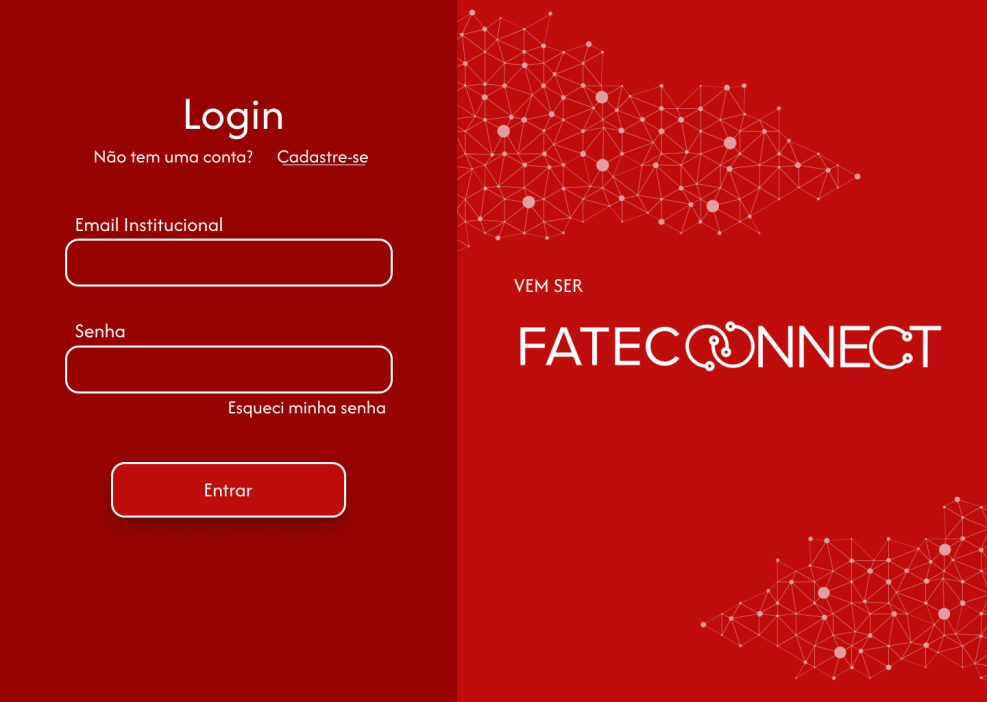 Login
Não tem uma conta? Cadastre-se
Email Institucional
Senha
Esqueci minha senha
Entrar
VEM SER
FATECONNECT